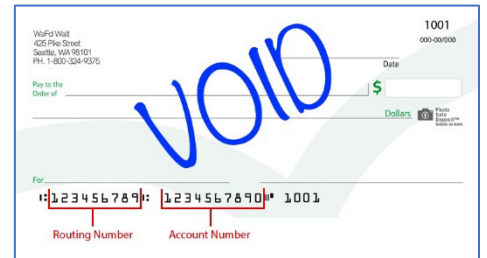 WaFd Walt
425 Pike Street
Seattle, WA 98101
PH. 1-800-324-9375
1001
000-00/000
Date
VOID
Pay to the
Order of
$
Dollars
Photo
Safe
Deposit™
For
⑆123456789⑆ 1234567890⑈ 1001
Routing Number
Account Number